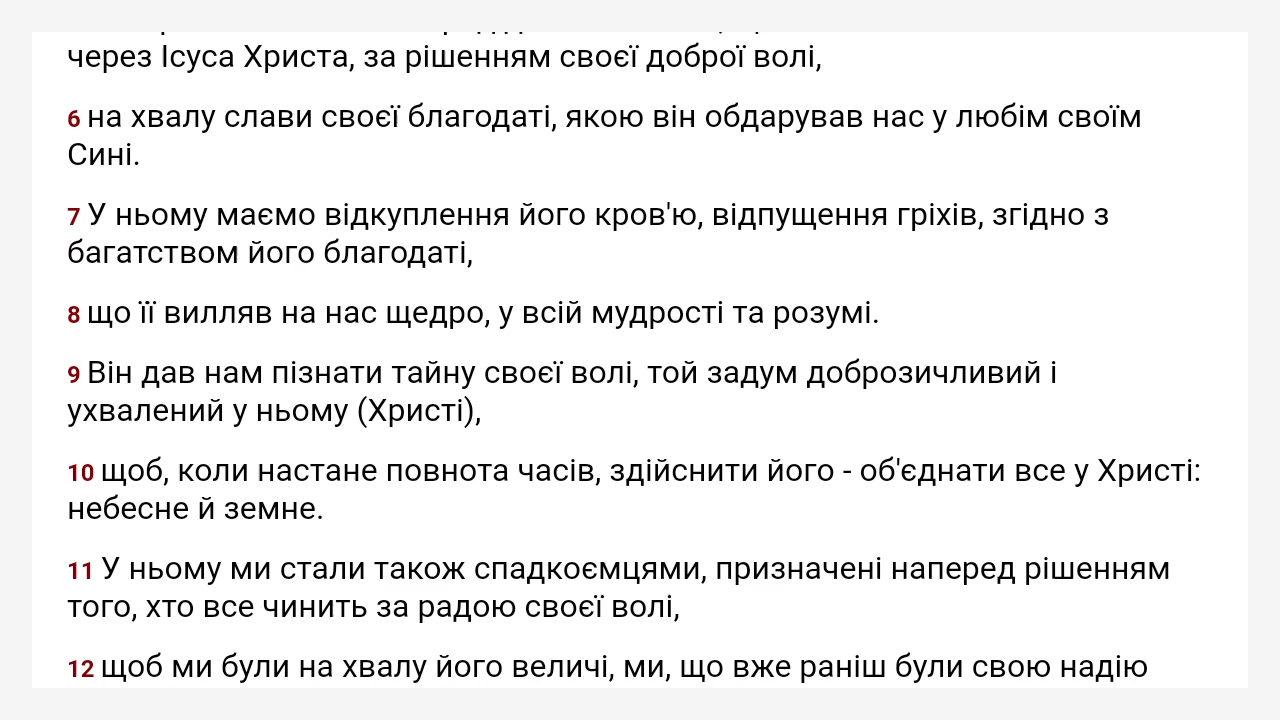 через Ісуса Христа, за рішенням своєї доброї волі,
6 на хвалу слави своєї благодаті, якою він обдарував нас у любім своїм
Сині.
7 У ньому маємо відкуплення його кров'ю, відпущення гріхів, згідно з
багатством його благодаті,
8 що її вилляв на нас щедро, у всій мудрості та розумі.
9 Він дав нам пізнати тайну своєї волі, той задум доброзичливий і
ухвалений у ньому (Христі),
10 щоб, коли настане повнота часів, здійснити його - об'єднати все у Христі:
небесне й земне.
11 У ньому ми стали також спадкоємцями, призначені наперед рішенням
того, хто все чинить за радою своєї волі,
12 щоб ми були на хвалу його величі, ми, що вже раніш були свою надію